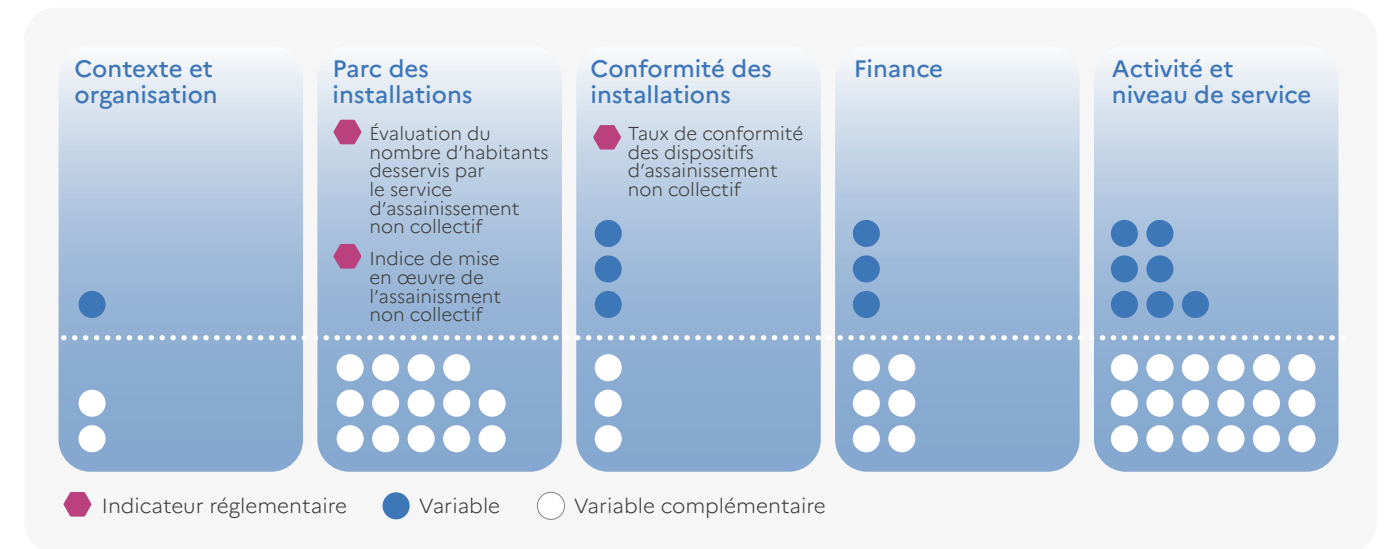 Contexte et
organisation
Parc des
installations
Évaluation du
nombre d'habitants
desservis par
le service
d'assainissement
non collectif
Indice de mise
en œuvre de
l'assainissment
non collectif
Conformité des
installations
Taux de conformité
des dispositifs
d'assainissement
non collectif
Finance
Activité et
niveau de service
Indicateur réglementaire
Variable
Variable complémentaire